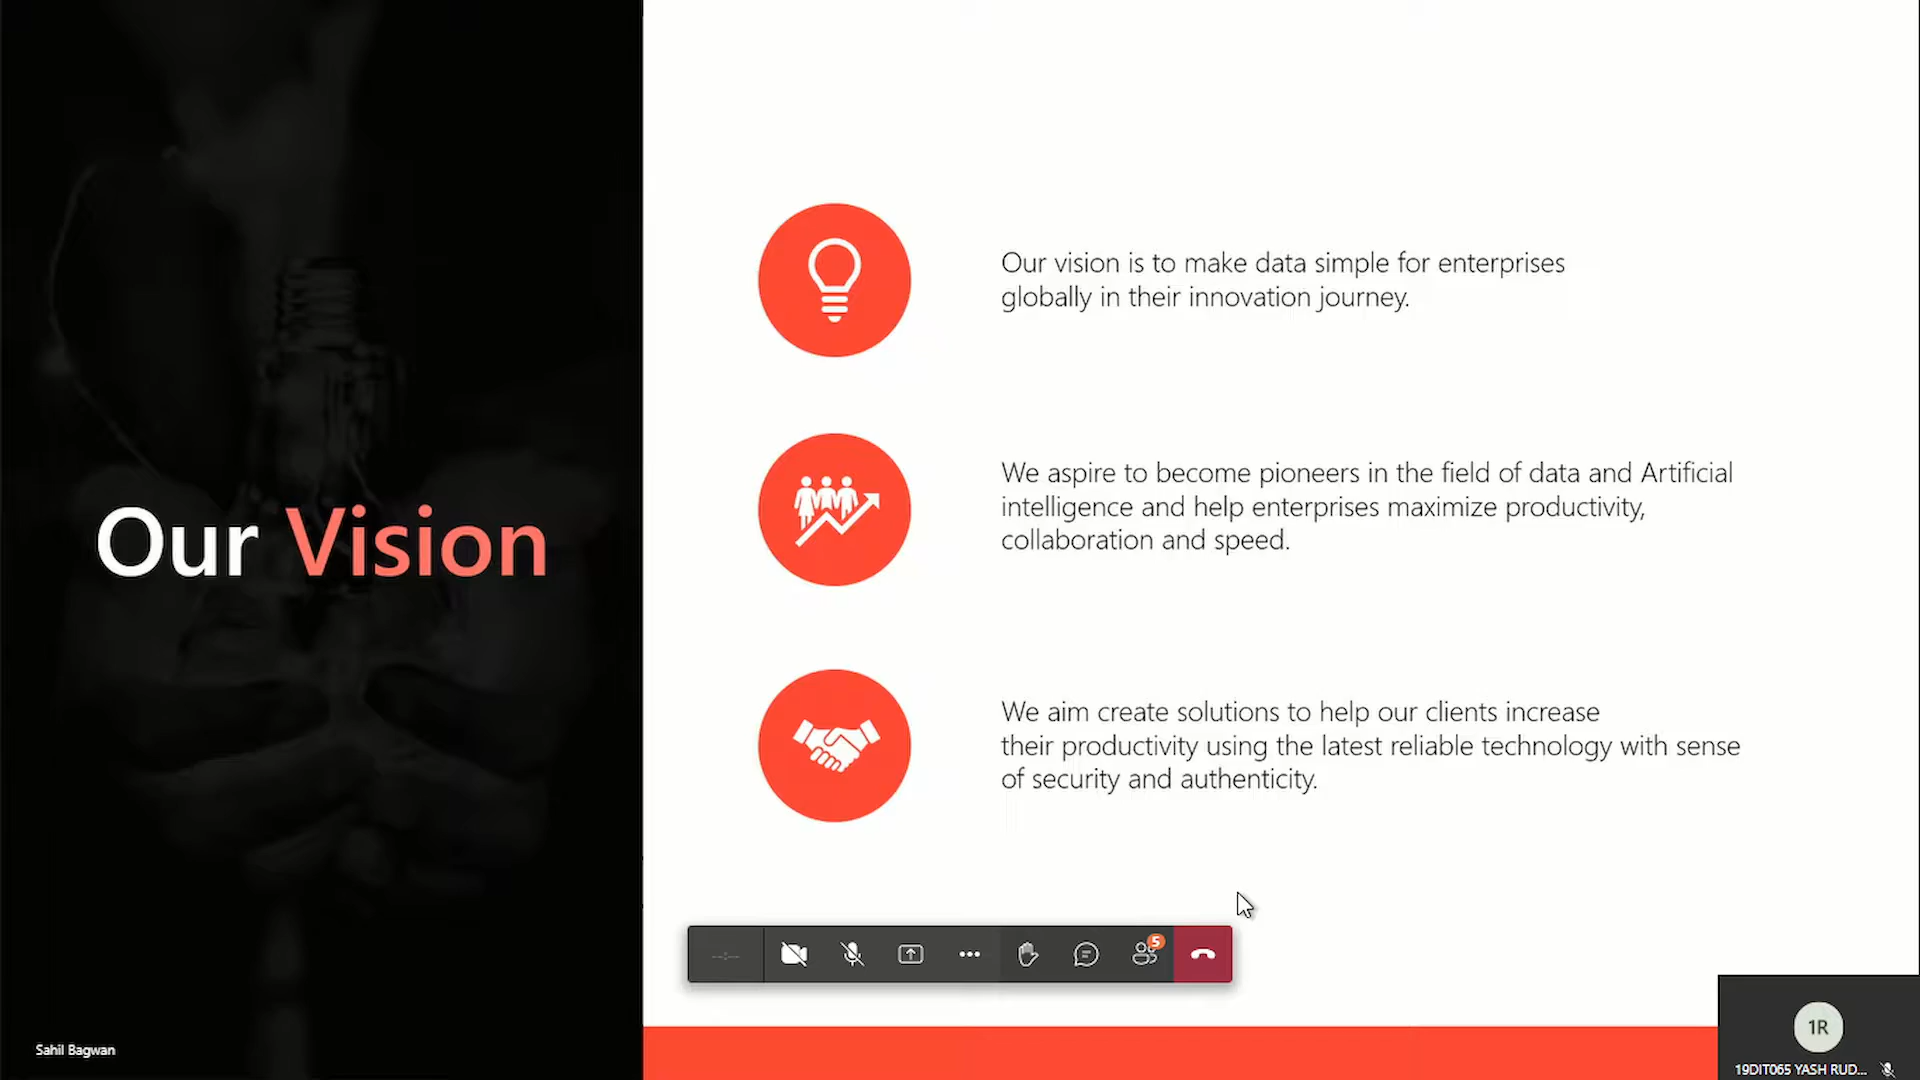 Our Vision
Our vision is to make data simple for enterprises
globally in their innovation journey.
We aspire to become pioneers in the field of data and Artificial
intelligence and help enterprises maximize productivity,
collaboration and speed.
We aim create solutions to help our clients increase
their productivity using the latest reliable technology with sense
of security and authenticity.
--:--
5
1R
Sahil Bagwan
19DIT065 YASH RUD...